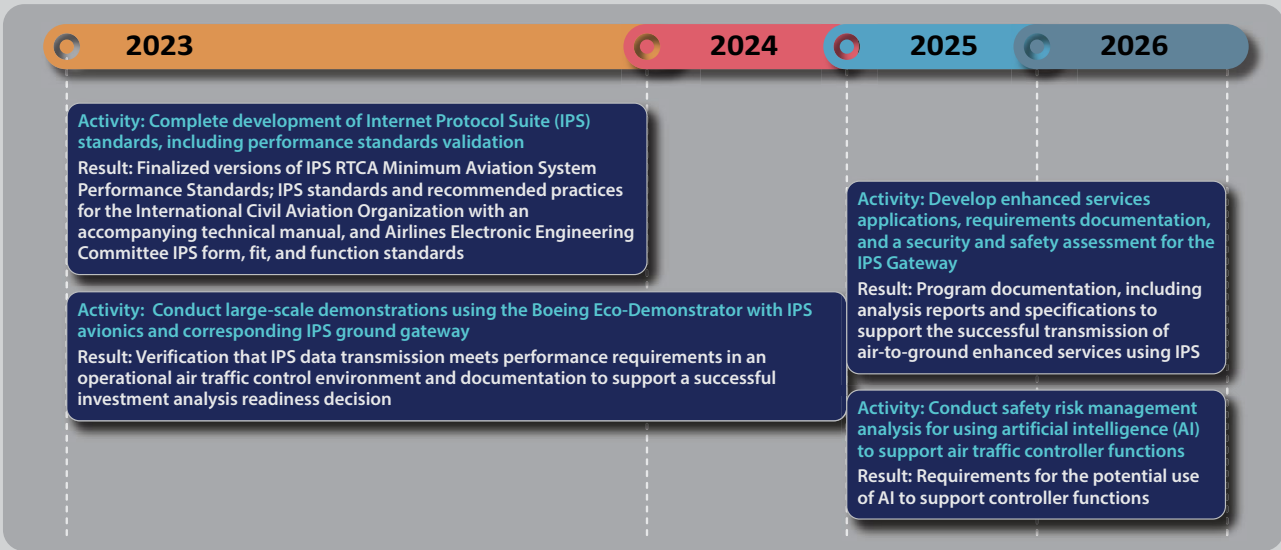 2023
2024
2025
2026
Activity: Complete development of Internet Protocol Suite (IPS)
standards, including performance standards validation
Result: Finalized versions of IPS RTCA Minimum Aviation System
Performance Standards; IPS standards and recommended practices
for the International Civil Aviation Organization with an
accompanying technical manual, and Airlines Electronic Engineering
Committee IPS form, fit, and function standards
Activity: Conduct large-scale demonstrations using the Boeing Eco-Demonstrator with IPS
avionics and corresponding IPS ground gateway
Result: Verification that IPS data transmission meets performance requirements in an
operational air traffic control environment and documentation to support a successful
investment analysis readiness decision
Activity: Develop enhanced services
applications, requirements documentation,
and a security and safety assessment for the
IPS Gateway
Result: Program documentation, including
analysis reports and specifications to
support the successful transmission of
air-to-ground enhanced services using IPS
Activity: Conduct safety risk management
analysis for using artificial intelligence (AI)
to support air traffic controller functions
Result: Requirements for the potential use
of AI to support controller functions